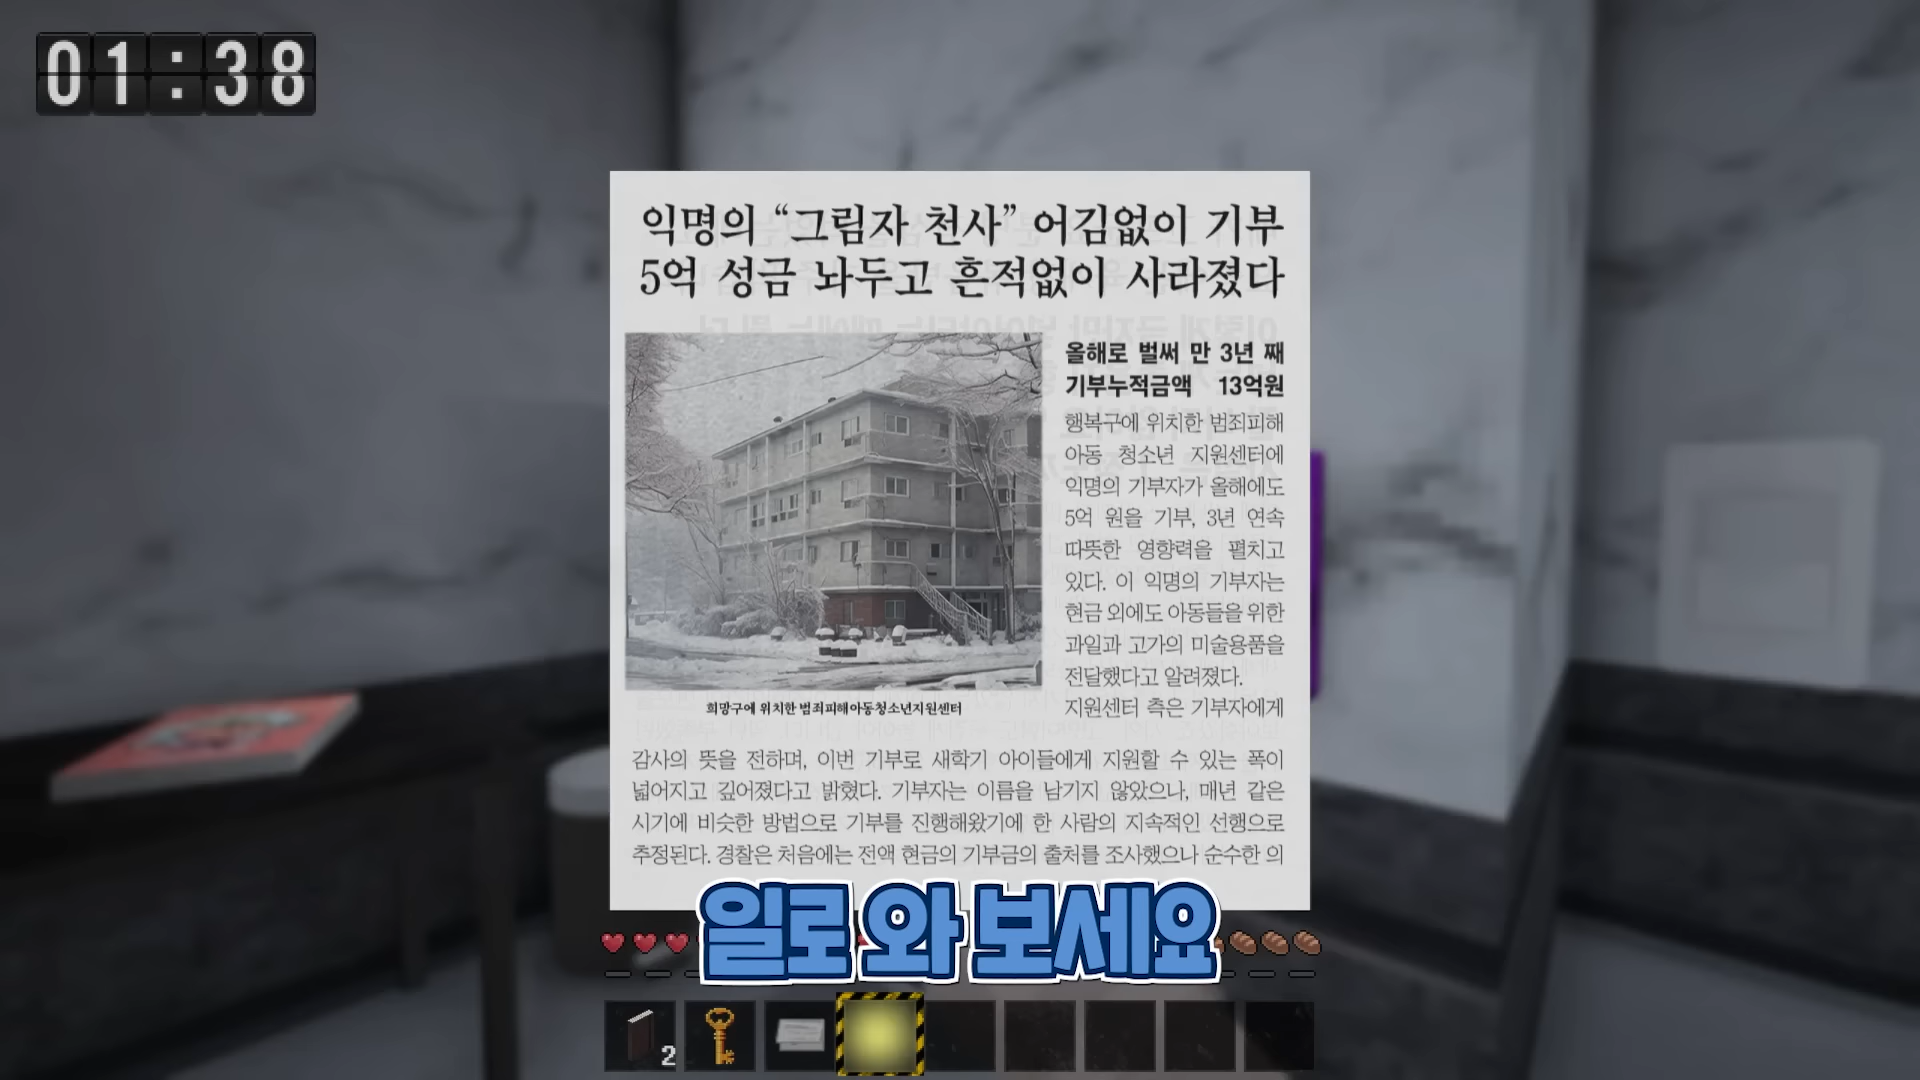 01:38
익명의 “그림자 천사” 어김없이 기부
5억 성금 놔두고 흔적없이 사라졌다
올해로 벌써 만 3년 째
기부누적금액 13억원
행복구에 위치한 범죄피해
아동 청소년 지원센터에
익명의 기부자가 올해에도
5억 원을 기부, 3년 연속
따뜻한 영향력을 펼치고
있다. 이 익명의 기부자는
현금 외에도 아동들을 위한
과일과 고가의 미술용품을
전달했다고 알려졌다.
지원센터 측은 기부자에게
희망구에 위치한 범죄피해아동청소년지원센터
감사의 뜻을 전하며, 이번 기부로 새학기 아이들에게 지원할 수 있는 폭이
넓어지고 깊어졌다고 밝혔다. 기부자는 이름을 남기지 않았으나, 매년 같은
시기에 비슷한 방법으로 기부를 진행해왔기에 한 사람의 지속적인 선행으로
추정된다. 경찰은 처음에는 전액 현금의 기부금의 출처를 조사했으나 순수한 의
일로 와 보세요
2